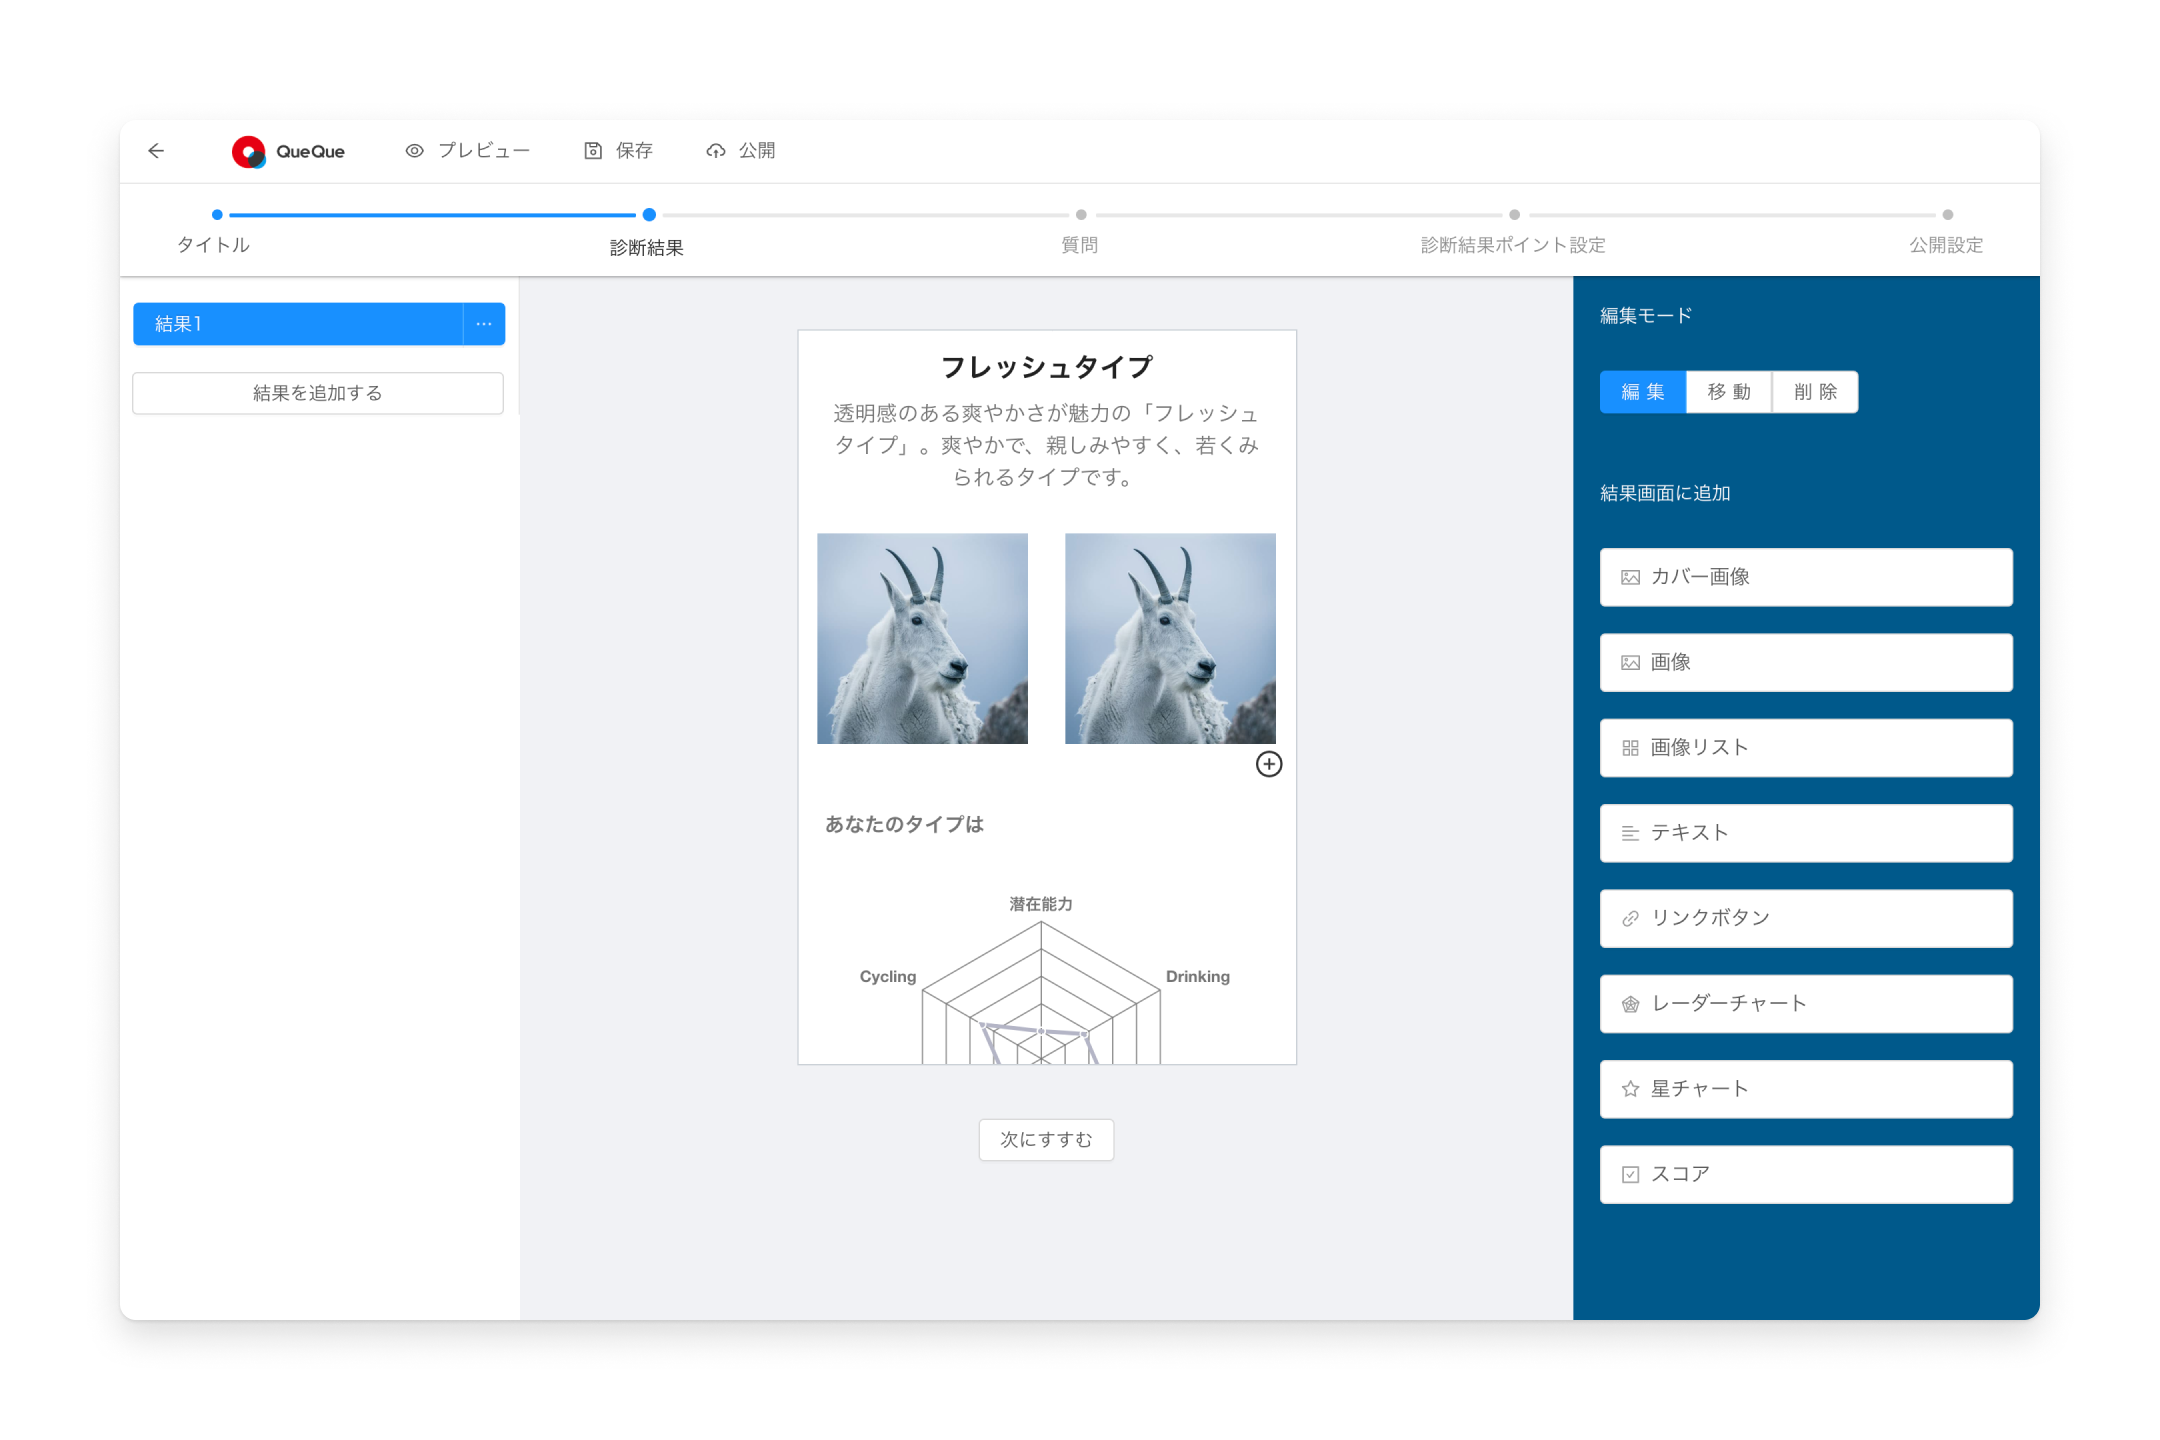 QueQue
プレビュー
保存
公開
タイトル
診断結果
質問
診断結果ポイント設定
公開設定
結果1
結果を追加する
フレッシュタイプ
透明感のある爽やかさが魅力の「フレッシュ
タイプ」。爽やかで、親しみやすく、若くみ
られるタイプです。
あなたのタイプは
潜在能力
Cycling
Drinking
次にすすむ
編集モード
編集
移動
削除
結果画面に追加
カバー画像
画像
画像リスト
テキスト
リンクボタン
レーダーチャート
星チャート
スコア